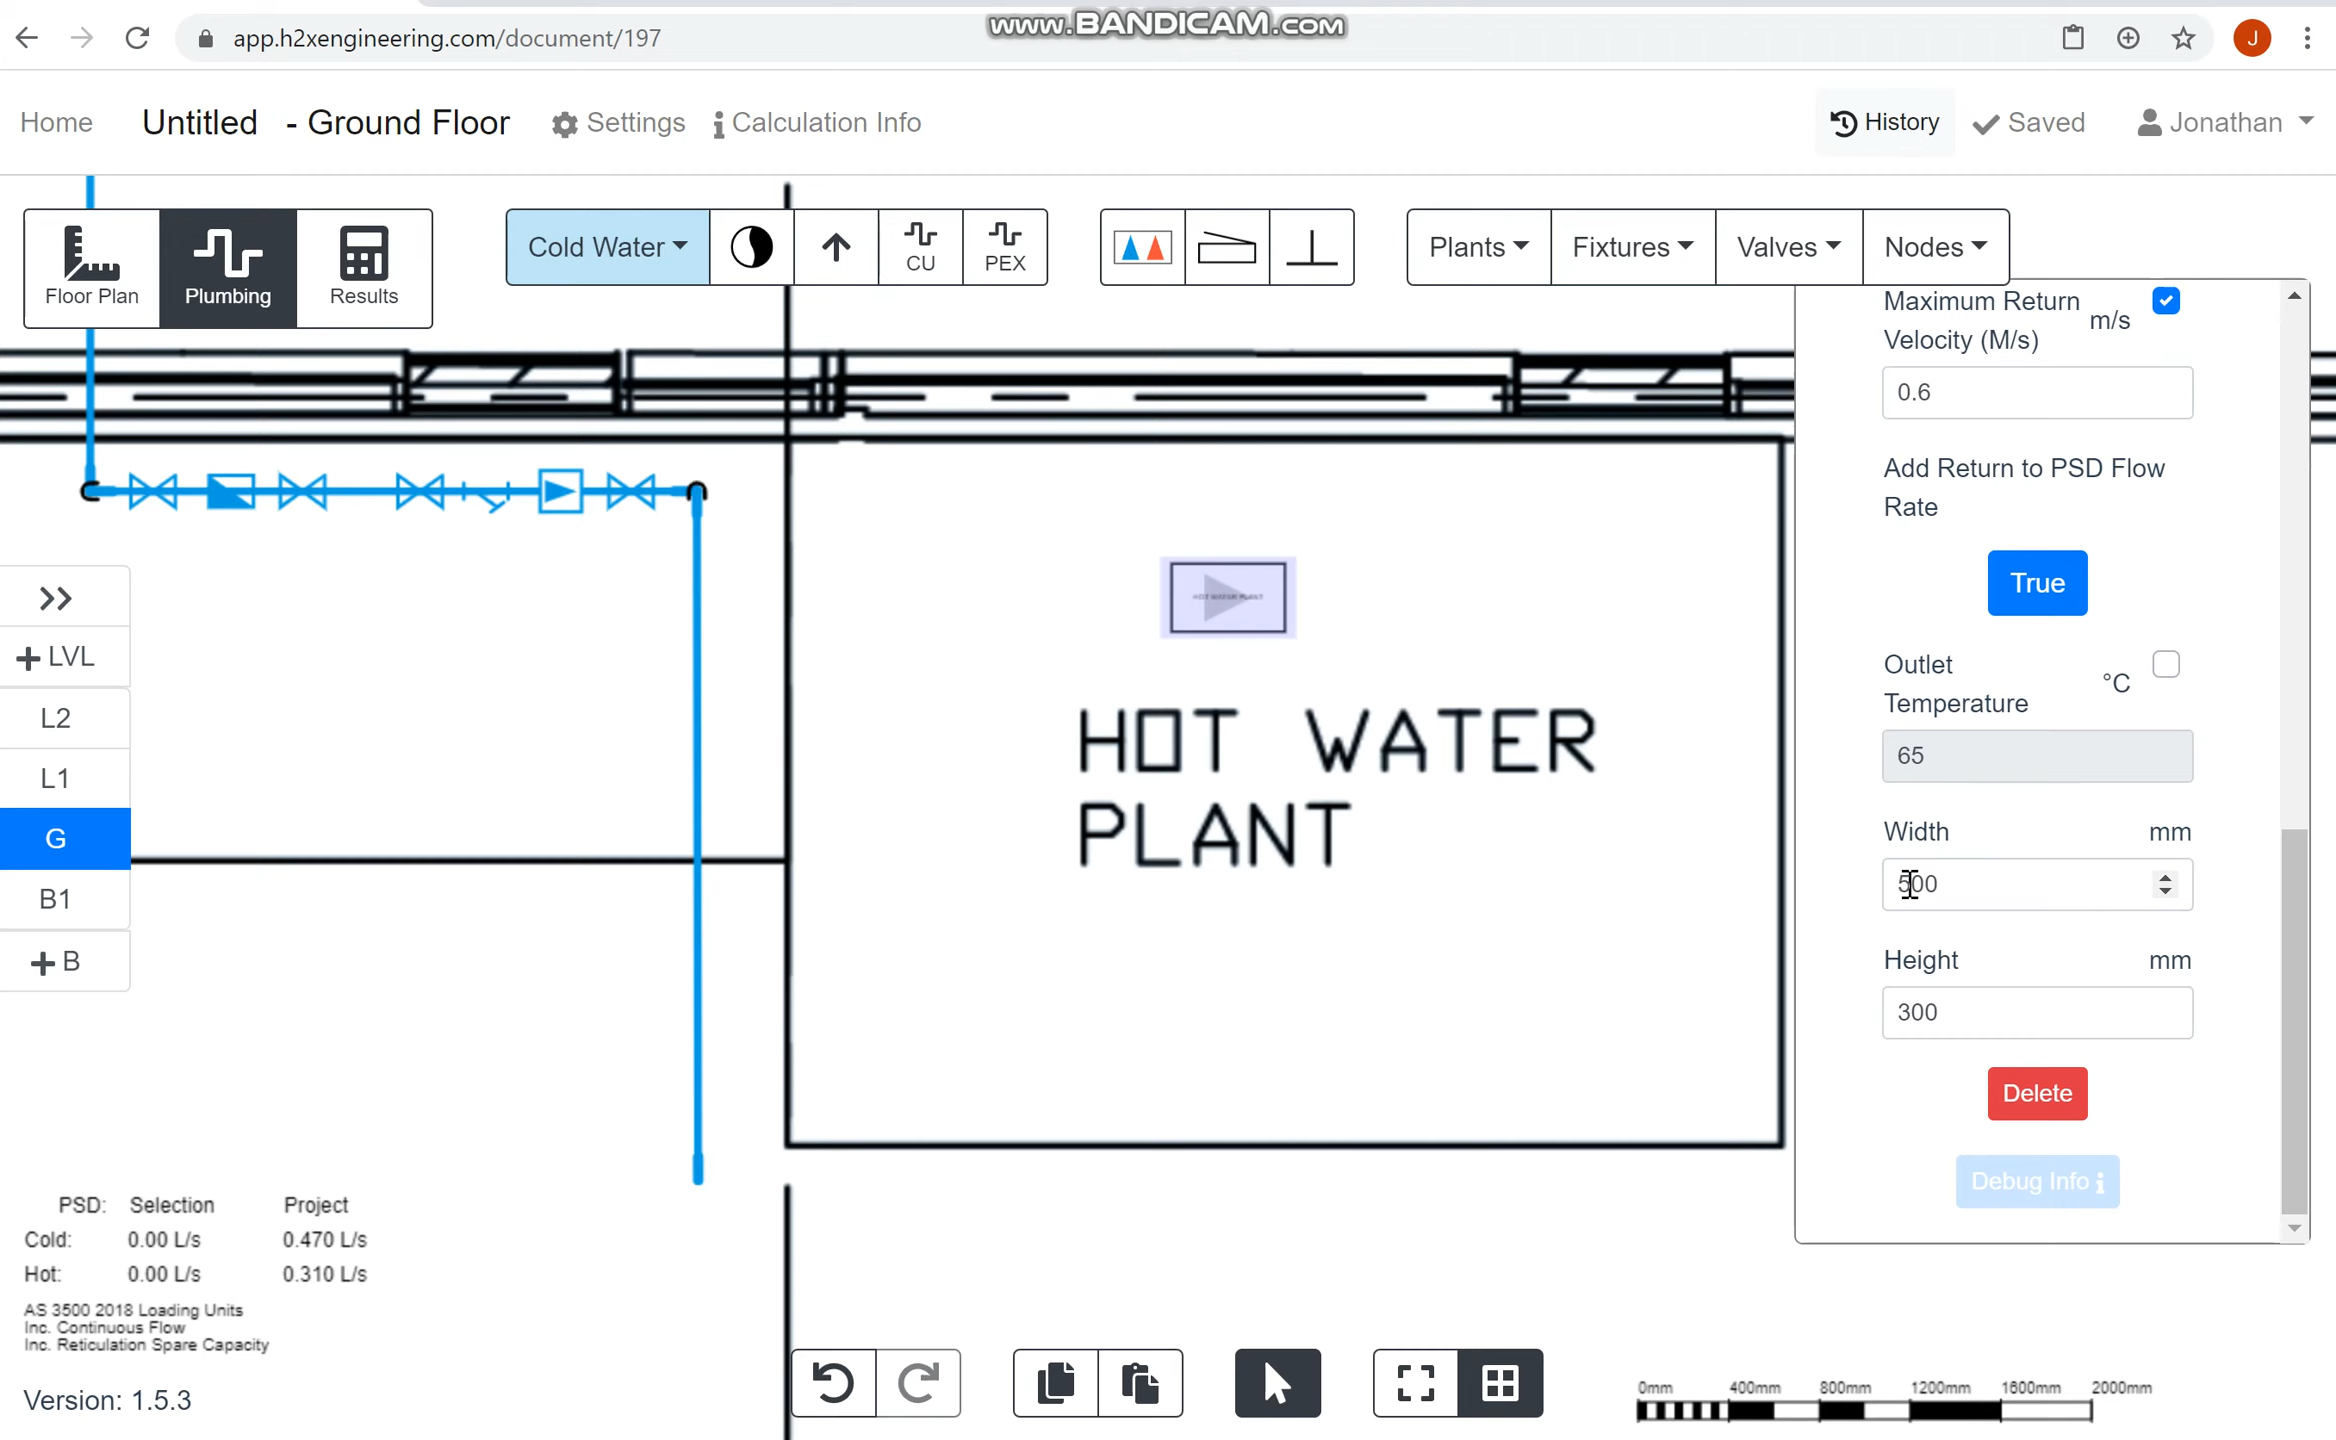 www.BANDICAM.com
app.h2xengineering.com/document/197
J
Home
Untitled - Ground Floor
Settings
Calculation Info
History
Saved
Jonathan
Floor Plan
Plumbing
Results
Cold Water
CU
PEX
Plants
Fixtures
Valves
Nodes
Maximum Return
Velocity (M/s)
m/s
0.6
Add Return to PSD Flow
Rate
True
Outlet
Temperature
°C
65
Width mm
500
Height mm
300
Delete
Debug Info
LVL
L2
L1
G
B1
B
HOT WATER PLANT
HOT WATER
PLANT
PSD: Selection Project
Cold: 0.00 L/s 0.470 L/s
Hot: 0.00 L/s 0.310 L/s
AS 3500 2018 Loading Units
Inc. Continuous Flow
Inc. Reticulation Spare Capacity
Version: 1.5.3
0mm 400mm 800mm 1200mm 1600mm 2000mm